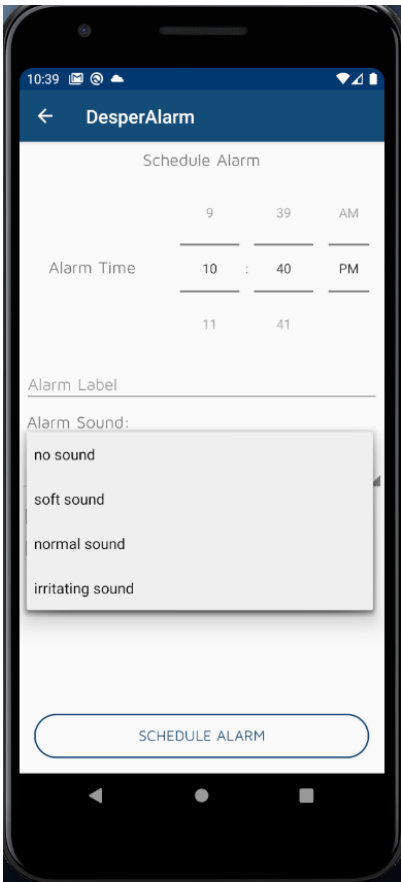 10:39
DesperAlarm
Schedule Alarm
9 39 AM
Alarm Time 10 : 40 PM
11 41
Alarm Label
Alarm Sound:
no sound
soft sound
normal sound
irritating sound
SCHEDULE ALARM